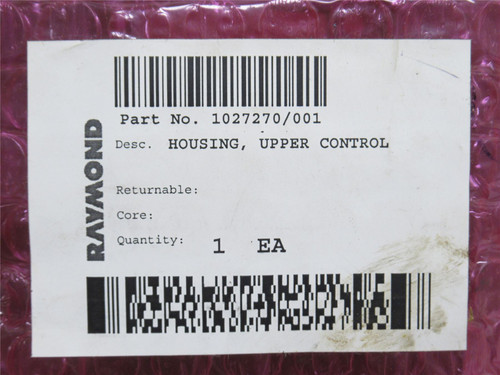 Part No. 1027270/001
Desc. HOUSING, UPPER CONTROL
RAYMOND
Returnable:
Core:
Quantity: 1 EA